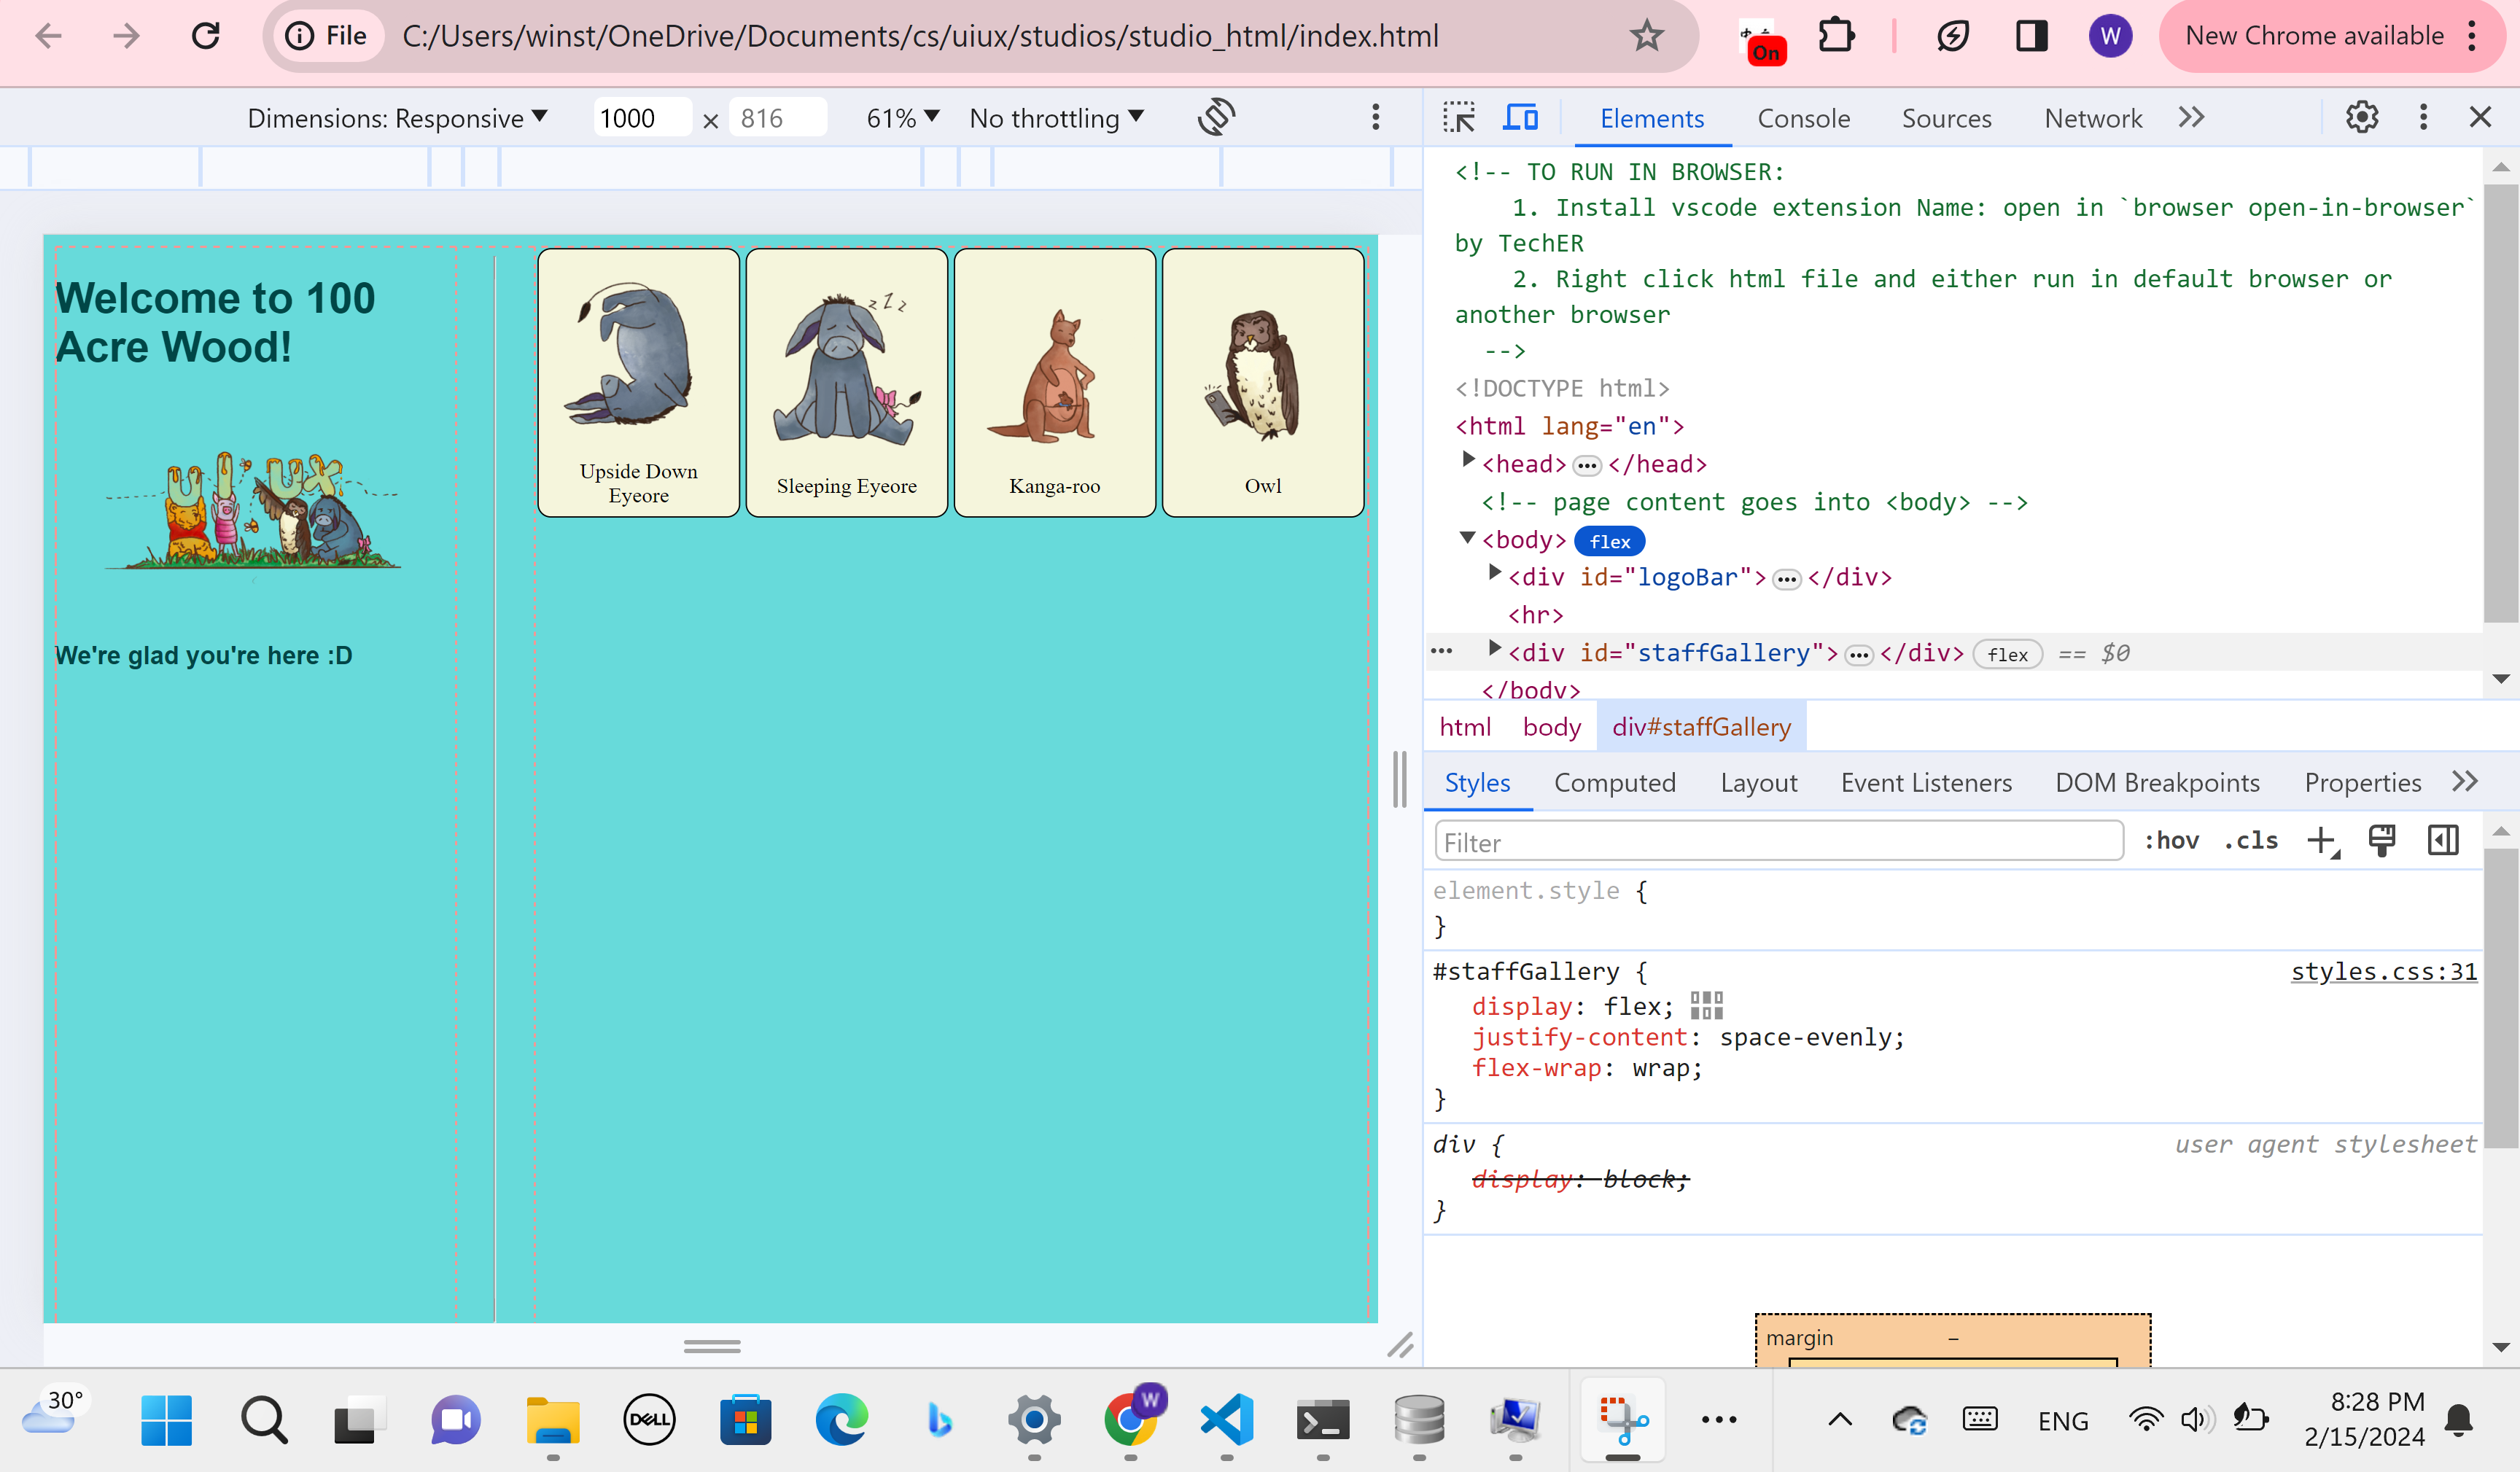 File C:/Users/winst/OneDrive/Documents/cs/uiux/studios/studio_html/index.html On W New Chrome available
Dimensions: Responsive 1000 × 816 61% No throttling
Elements Console Sources Network
Welcome to 100
Acre Wood!
UI UX
We're glad you're here :D
z z z
Upside Down
Eyeore
Sleeping Eyeore
Kanga-roo
Owl
<!-- TO RUN IN BROWSER:
1. Install vscode extension Name: open in `browser open-in-browser`
by TechER
2. Right click html file and either run in default browser or
another browser
-->
<!DOCTYPE html>
<html lang="en">
<head> ••• </head>
<!-- page content goes into <body> -->
<body> flex
<div id="logoBar"> ••• </div>
<hr>
••• <div id="staffGallery"> ••• </div> flex == $0
</body>
html body div#staffGallery
Styles Computed Layout Event Listeners DOM Breakpoints Properties
Filter :hov .cls
element.style {
}
#staffGallery { styles.css:31
display: flex;
justify-content: space-evenly;
flex-wrap: wrap;
}
div { user agent stylesheet
display: block;
}
margin –
30° DELL W ENG 8:28 PM
2/15/2024